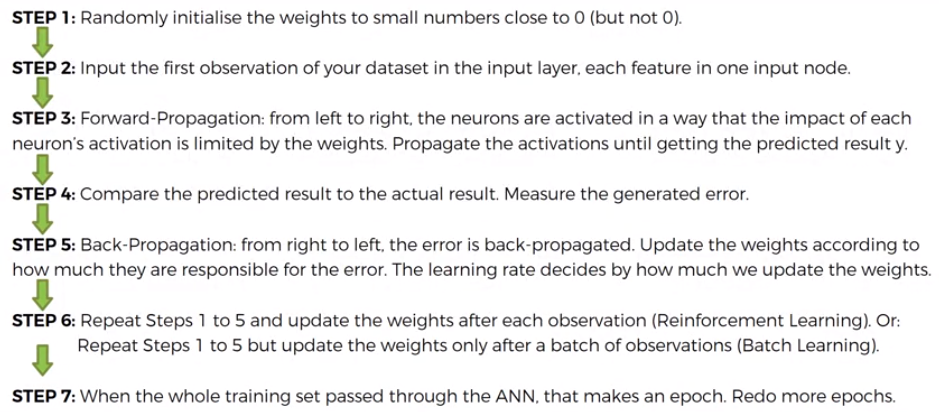 STEP 1: Randomly initialise the weights to small numbers close to 0 (but not 0).
STEP 2: Input the first observation of your dataset in the input layer, each feature in one input node.
STEP 3: Forward-Propagation: from left to right, the neurons are activated in a way that the impact of each
neuron's activation is limited by the weights. Propagate the activations until getting the predicted result y.
STEP 4: Compare the predicted result to the actual result. Measure the generated error.
STEP 5: Back-Propagation: from right to left, the error is back-propagated. Update the weights according to
how much they are responsible for the error. The learning rate decides by how much we update the weights.
STEP 6: Repeat Steps 1 to 5 and update the weights after each observation (Reinforcement Learning). Or:
Repeat Steps 1 to 5 but update the weights only after a batch of observations (Batch Learning).
STEP 7: When the whole training set passed through the ANN, that makes an epoch. Redo more epochs.